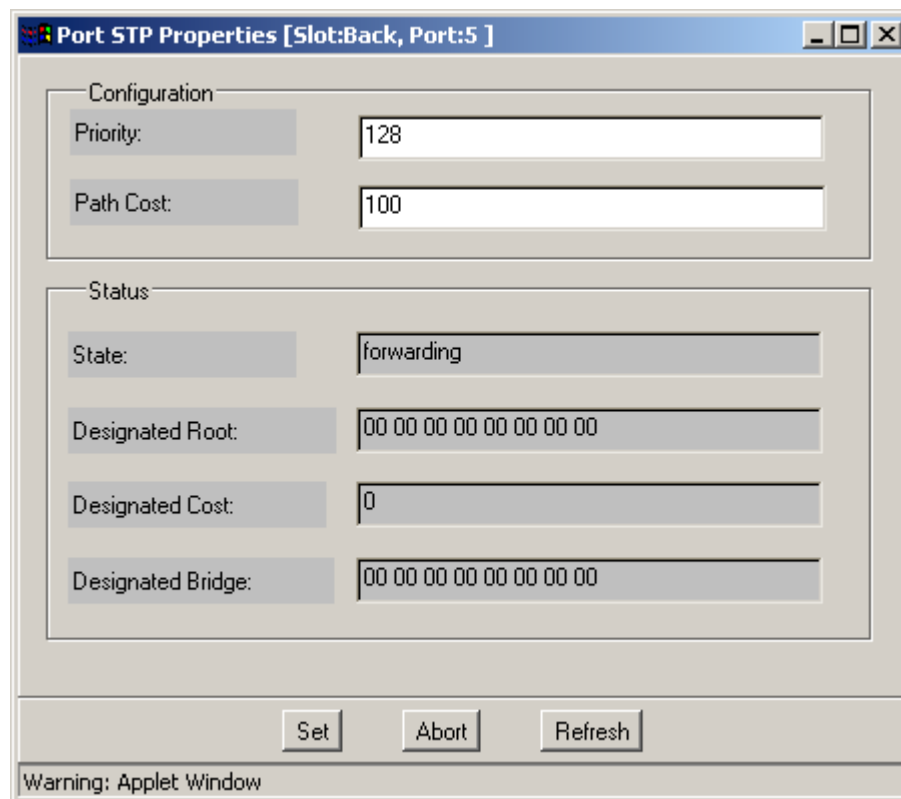 Port STP Properties [Slot:Back, Port:5 ]
Configuration
Priority: 128
Path Cost: 100
Status
State: forwarding
Designated Root: 00 00 00 00 00 00 00 00
Designated Cost: 0
Designated Bridge: 00 00 00 00 00 00 00 00
Set Abort Refresh
Warning: Applet Window